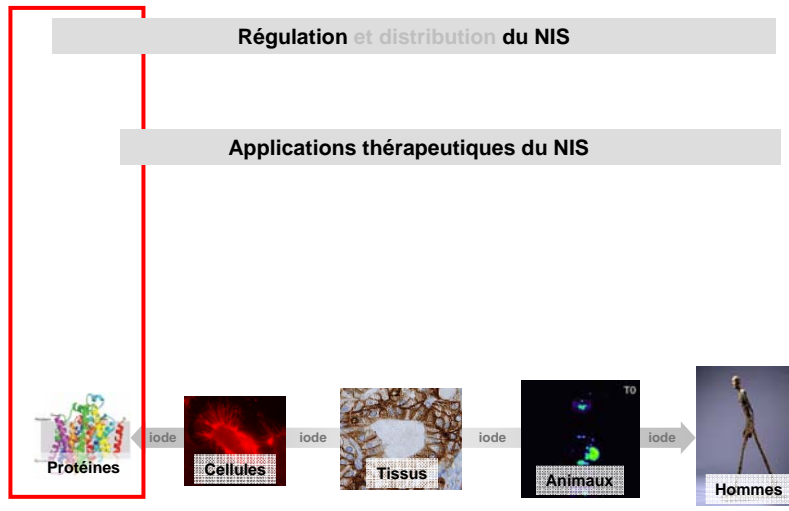 Régulation et distribution du NIS
Applications thérapeutiques du NIS
T0
iode
iode
iode
iode
Protéines
Cellules
Tissus
Animaux
Hommes